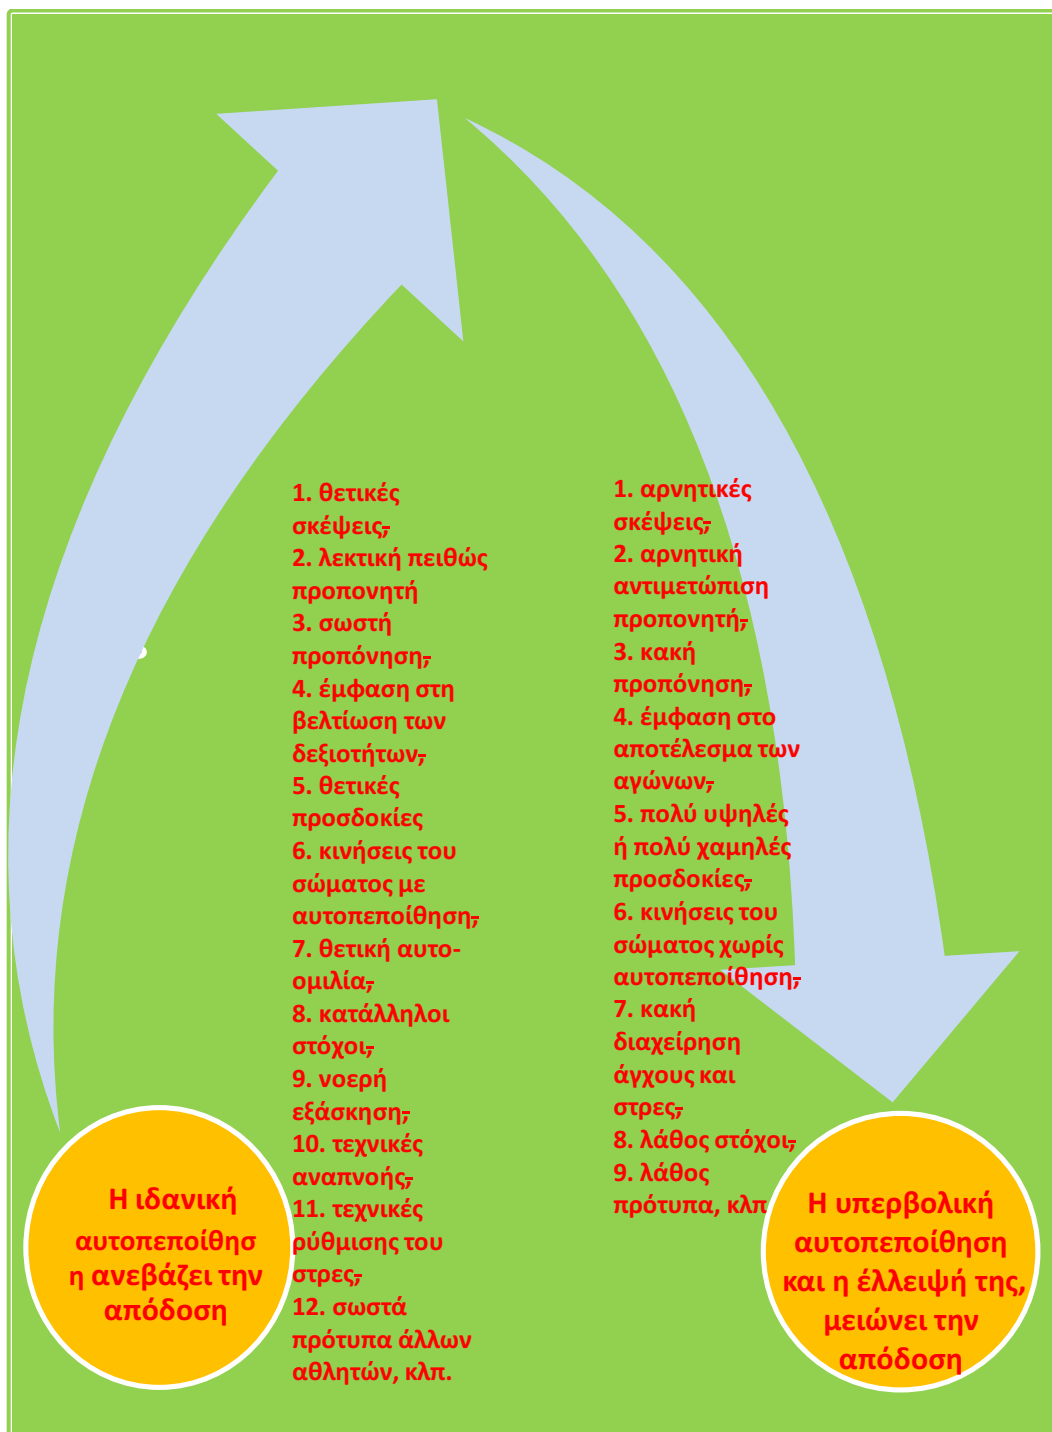 1. θετικές
σκέψεις,
2. λεκτική πειθώς
προπονητή
3. σωστή
προπόνηση,
4. έμφαση στη
βελτίωση των
δεξιοτήτων,
5. θετικές
προσδοκίες
6. κινήσεις του
σώματος με
αυτοπεποίθηση,
7. θετική αυτο-
ομιλία,
8. κατάλληλοι
στόχοι,
9. νοερή
εξάσκηση,
10. τεχνικές
αναπνοής,
11. τεχνικές
ρύθμισης του
στρες,
12. σωστά
πρότυπα άλλων
αθλητών, κλπ.
1. αρνητικές
σκέψεις,
2. αρνητική
αντιμετώπιση
προπονητή,
3. κακή
προπόνηση,
4. έμφαση στο
αποτέλεσμα των
αγώνων,
5. πολύ υψηλές
ή πολύ χαμηλές
προσδοκίες,
6. κινήσεις του
σώματος χωρίς
αυτοπεποίθηση,
7. κακή
διαχείρηση
άγχους και
στρες,
8. λάθος στόχοι,
9. λάθος
πρότυπα, κλπ
Η ιδανική
αυτοπεποίθησ
η ανεβάζει την
απόδοση
Η υπερβολική
αυτοπεποίθηση
και η έλλειψή της,
μειώνει την
απόδοση